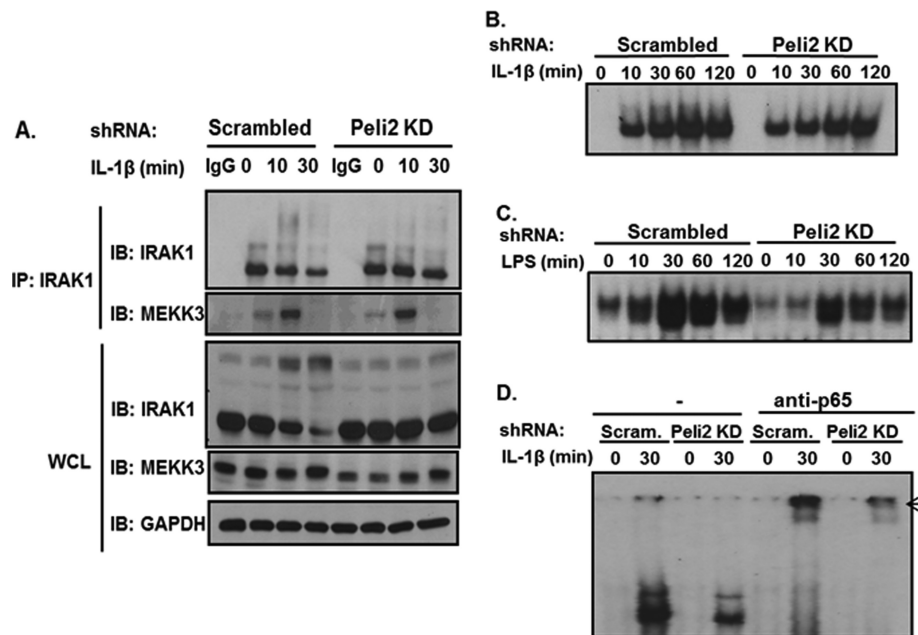 A.
shRNA: Scrambled Peli2 KD
IL-1β (min) IgG 0 10 30 IgG 0 10 30
IP: IRAK1
IB: IRAK1
IB: MEKK3
WCL
IB: IRAK1
IB: MEKK3
IB: GAPDH
B.
shRNA: Scrambled Peli2 KD
IL-1β (min) 0 10 30 60 120 0 10 30 60 120
C.
shRNA: Scrambled Peli2 KD
LPS (min) 0 10 30 60 120 0 10 30 60 120
D.
- anti-p65
shRNA: Scram. Peli2 KD Scram. Peli2 KD
IL-1β (min) 0 30 0 30 0 30 0 30